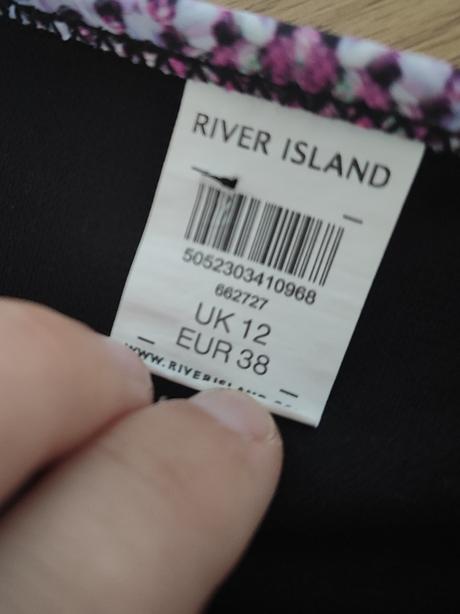 RIVER ISLAND
5052303410968
662727
UK 12
EUR 38